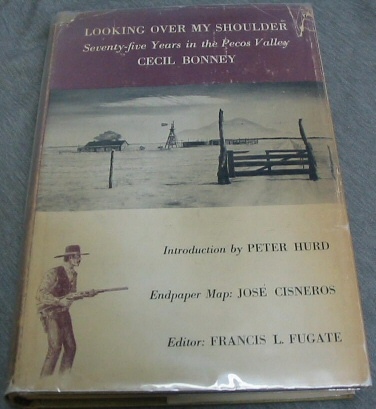 LOOKING OVER MY SHOULDER
Seventy-five Years in the Pecos Valley
CECIL BONNEY
Introduction by PETER HURD
Endpaper Map: JOSÉ CISNEROS
Editor: FRANCIS L. FUGATE